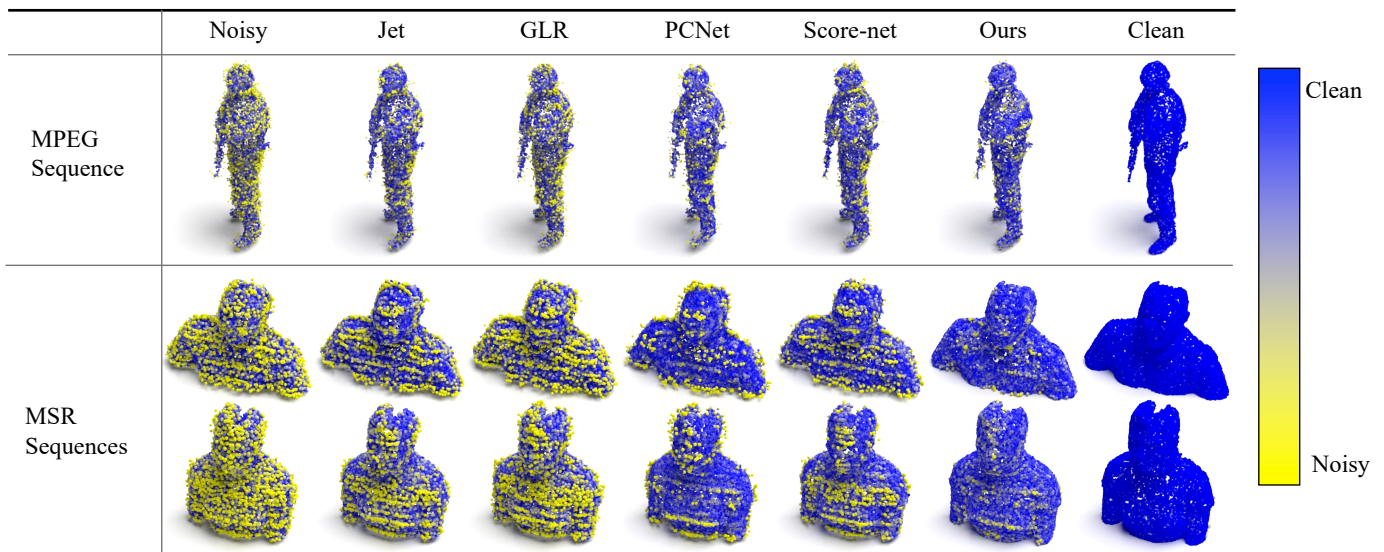 Noisy Jet GLR PCNet Score-net Ours Clean
Clean
MPEG
Sequence
MSR
Sequences
Noisy